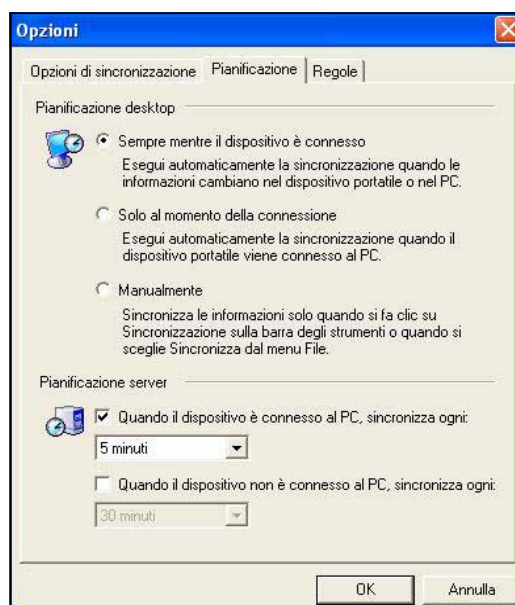 Opzioni
Opzioni di sincronizzazione Pianificazione Regole
Pianificazione desktop
Sempre mentre il dispositivo è connesso
Esegui automaticamente la sincronizzazione quando le
informazioni cambiano nel dispositivo portatile o nel PC.
Solo al momento della connessione
Esegui automaticamente la sincronizzazione quando il
dispositivo portatile viene connesso al PC.
Manualmente
Sincronizza le informazioni solo quando si fa clic su
Sincronizzazione sulla barra degli strumenti o quando si
sceglie Sincronizza dal menu File.
Pianificazione server
Quando il dispositivo è connesso al PC, sincronizza ogni:
5 minuti
Quando il dispositivo non è connesso al PC, sincronizza ogni:
30 minuti
OK Annulla